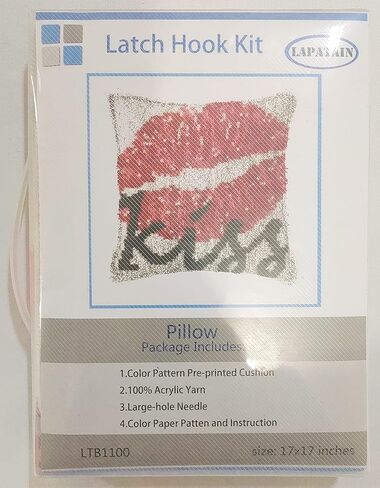 Latch Hook Kit
LAPATAIN
kiss
Pillow
Package Includes:
1.Color Pattern Pre-printed Cushion
2.100% Acrylic Yarn
3.Large-hole Needle
4.Color Paper Patten and Instruction
LTB1100
size: 17x17 inches